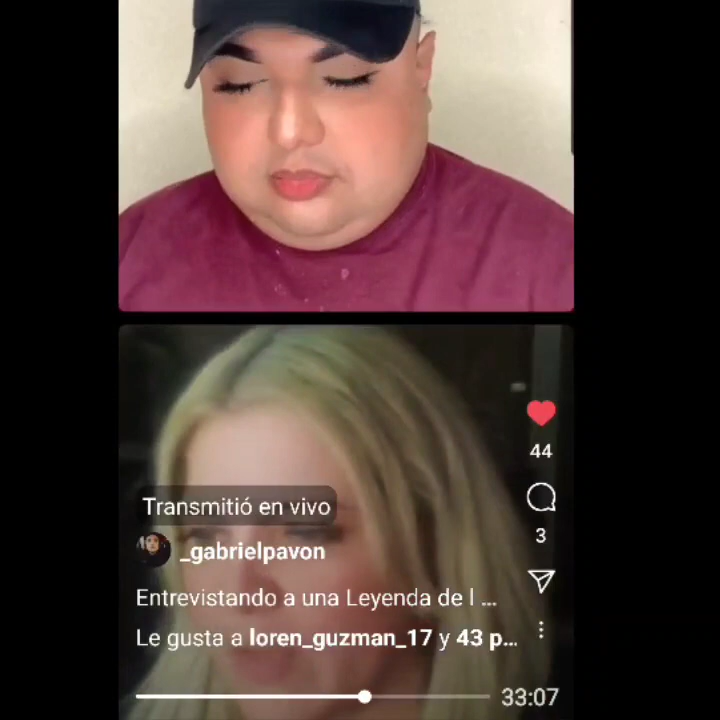 44
Transmitió en vivo
3
_gabrielpavon
Entrevistando a una Leyenda de l ...
Le gusta a loren_guzman_17 y 43 p...
33:07